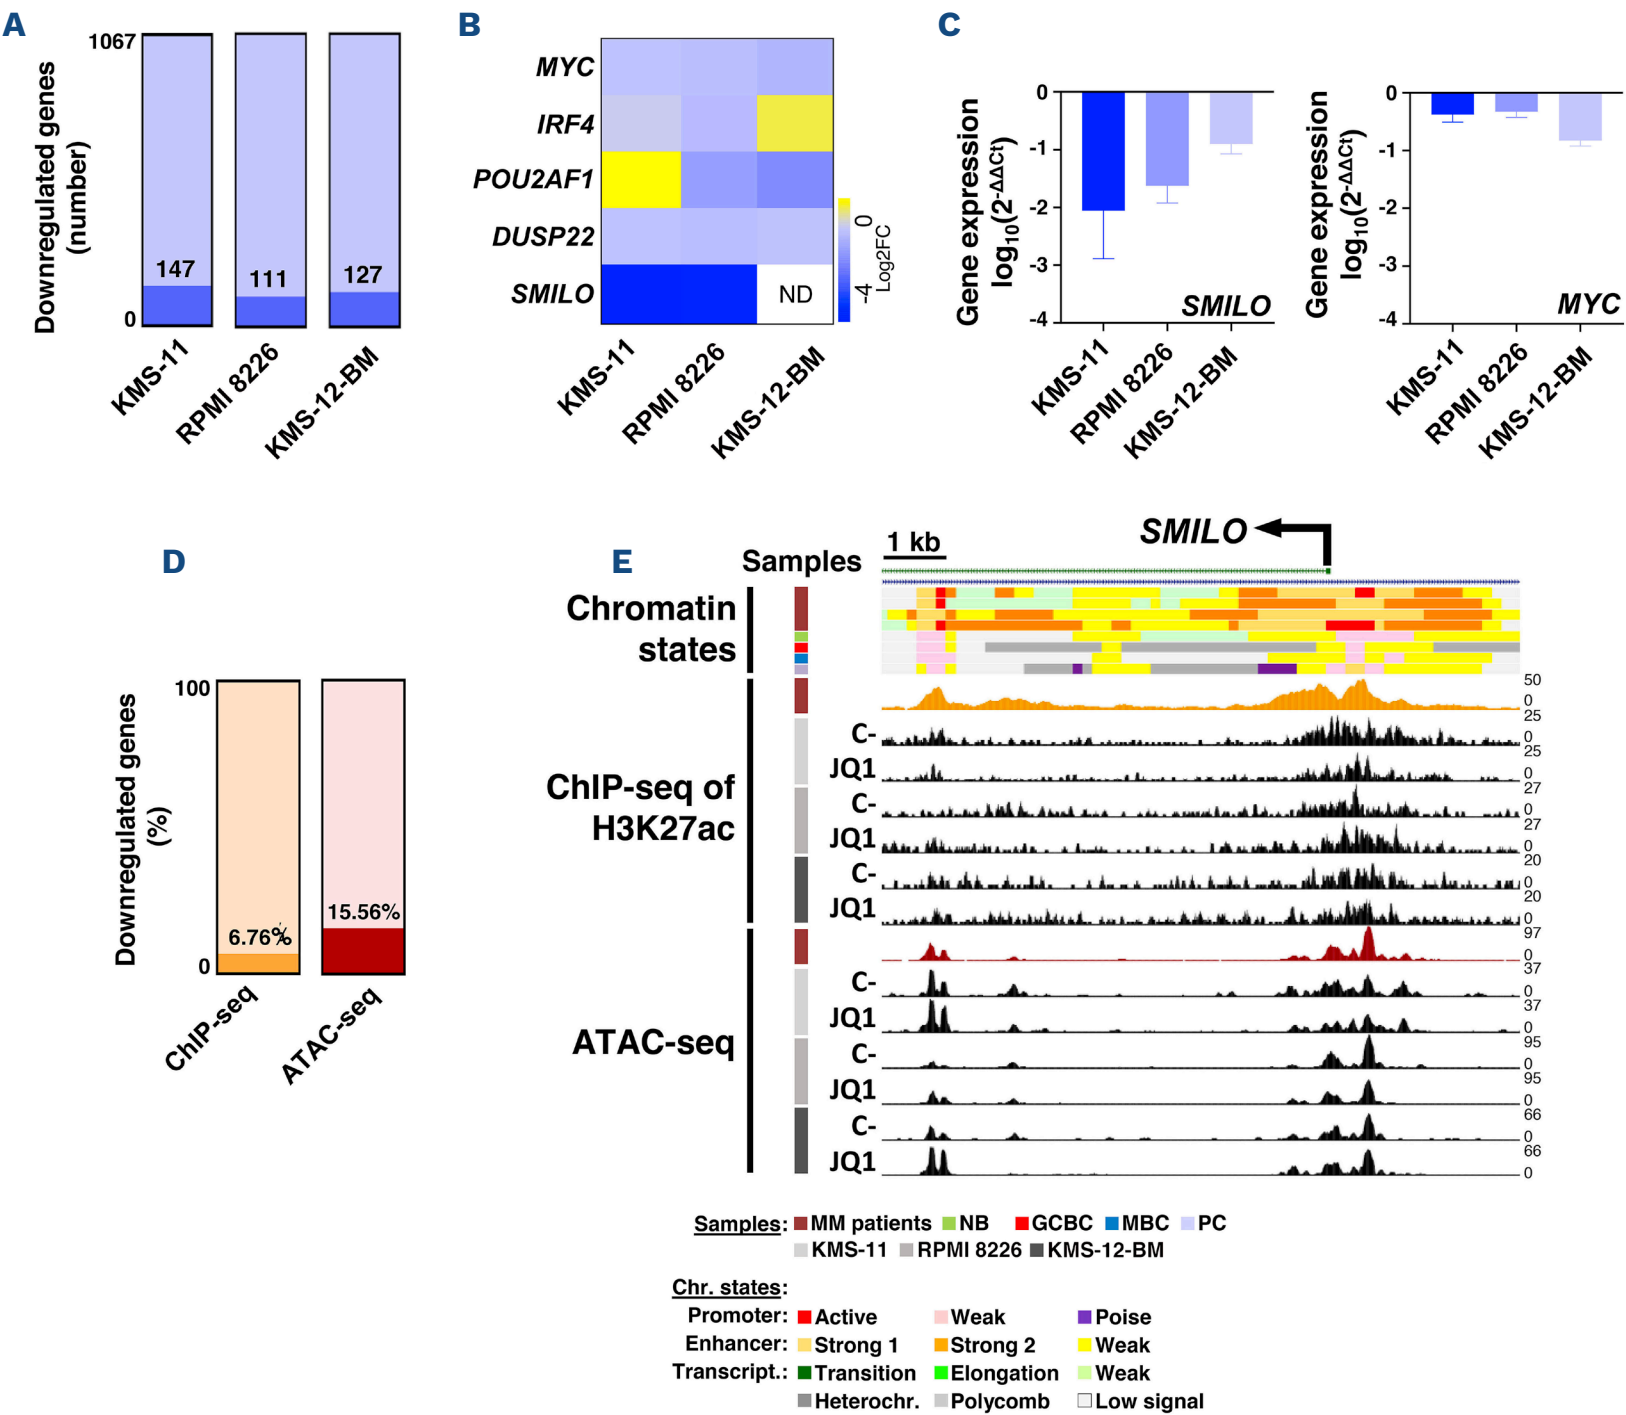 A
Downregulated genes
(number)
1067
0
147
111
127
KMS-11
RPMI 8226
KMS-12-BM
B
MYC
IRF4
POU2AF1
DUSP22
SMILO
ND
0
-4
Log2FC
KMS-11
RPMI 8226
KMS-12-BM
C
Gene expression
log10(2-ΔΔCt)
0
-1
-2
-3
-4
SMILO
KMS-11
RPMI 8226
KMS-12-BM
Gene expression
log10(2-ΔΔCt)
0
-1
-2
-3
-4
MYC
KMS-11
RPMI 8226
KMS-12-BM
D
Downregulated genes
(%)
100
0
6.76%
15.56%
ChIP-seq
ATAC-seq
E
Samples
1 kb
SMILO
Chromatin
states
ChIP-seq of
H3K27ac
50
0
C-
25
0
JQ1
25
0
C-
27
0
JQ1
27
0
C-
20
0
JQ1
20
0
ATAC-seq
97
0
C-
37
0
JQ1
37
0
C-
95
0
JQ1
95
0
C-
66
0
JQ1
66
0
Samples: MM patients NB GCBC MBC PC
KMS-11 RPMI 8226 KMS-12-BM
Chr. states:
Promoter: Active Weak Poise
Enhancer: Strong 1 Strong 2 Weak
Transcript.: Transition Elongation Weak
Heterochr. Polycomb Low signal